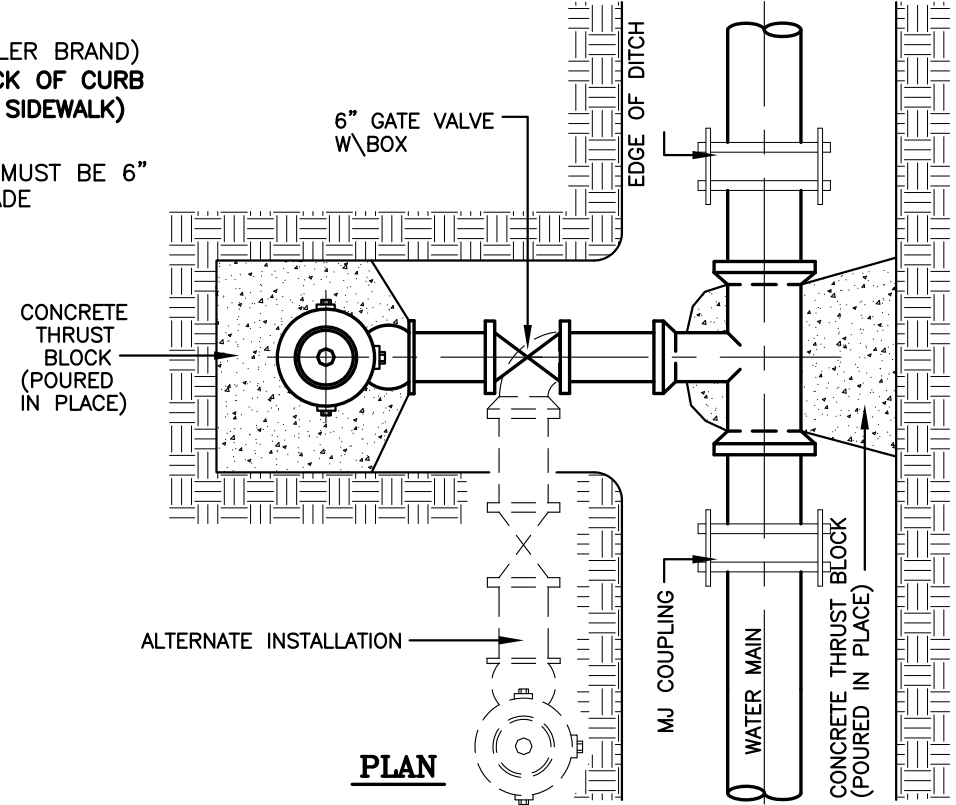 LER BRAND)
CK OF CURB
SIDEWALK)
MUST BE 6”
ADE
6” GATE VALVE
W\BOX
EDGE OF DITCH
CONCRETE
THRUST
BLOCK
(POURED
IN PLACE)
ALTERNATE INSTALLATION
MJ COUPLING
WATER MAIN
CONCRETE THRUST BLOCK
(POURED IN PLACE)
PLAN